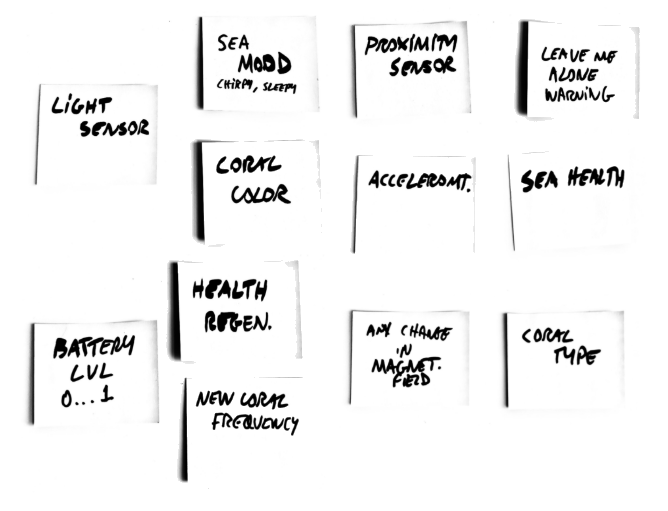 LIGHT
SENSOR
SEA
MOOD
CHIRPY, SLEEPY
CORAL
COLOR
PROXIMITY
SENSOR
LEAVE ME
ALONE
WARNING
ACCELEROMT.
SEA HEALTH
BATTERY
LVL
0...1
HEALTH
REGEN.
NEW CORAL
FREQUENCY
ANY CHANGE
IN
MAGNET.
FIELD
CORAL
TYPE